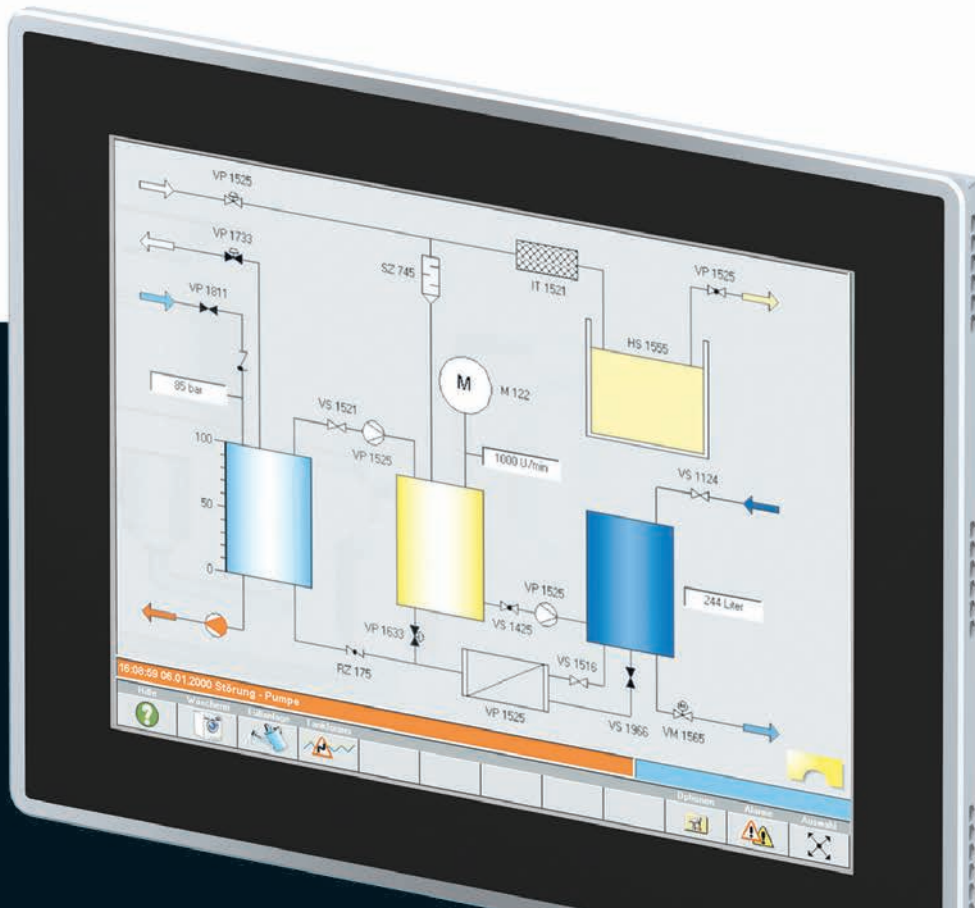 VP 1525
VP 1733
SZ 745
IT 1521
VP 1525
VP 1811
HS 1555
M
M 122
85 bar
VS 1521
VP 1525
1000 U/min
100
50
0
VS 1124
VP 1525
VS 1425
244 Liter
VP 1633
RZ 175
VS 1516
VP 1525
VS 1966
VM 1565
16:08:59 06.01.2000 Störung - Pumpe
Hilfe
Wäscherei
Füllanlage
Tankformer
Optionen
Alarme
Auswahl